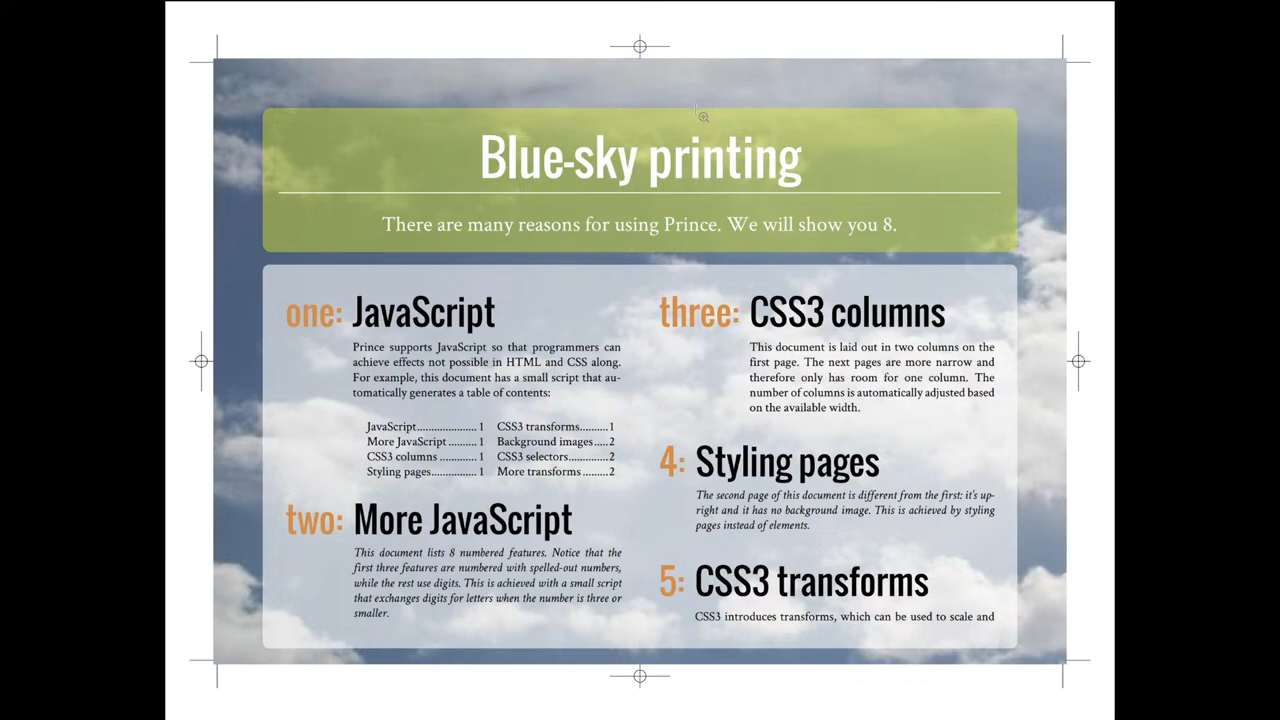 Blue-sky printing
There are many reasons for using Prince. We will show you 8.
one: JavaScript
Prince supports JavaScript so that programmers can
achieve effects not possible in HTML and CSS along.
For example, this document has a small script that au-
tomatically generates a table of contents:
JavaScript..................... 1
More JavaScript .......... 1
CSS3 columns ............. 1
Styling pages................ 1
CSS3 transforms..........1
Background images.....2
CSS3 selectors..............2
More transforms .........2
two: More JavaScript
This document lists 8 numbered features. Notice that the
first three features are numbered with spelled-out numbers,
while the rest use digits. This is achieved with a small script
that exchanges digits for letters when the number is three or
smaller.
three: CSS3 columns
This document is laid out in two columns on the
first page. The next pages are more narrow and
therefore only has room for one column. The
number of columns is automatically adjusted based
on the available width.
4: Styling pages
The second page of this document is different from the first: it's up-
right and it has no background image. This is achieved by styling
pages instead of elements.
5: CSS3 transforms
CSS3 introduces transforms, which can be used to scale and